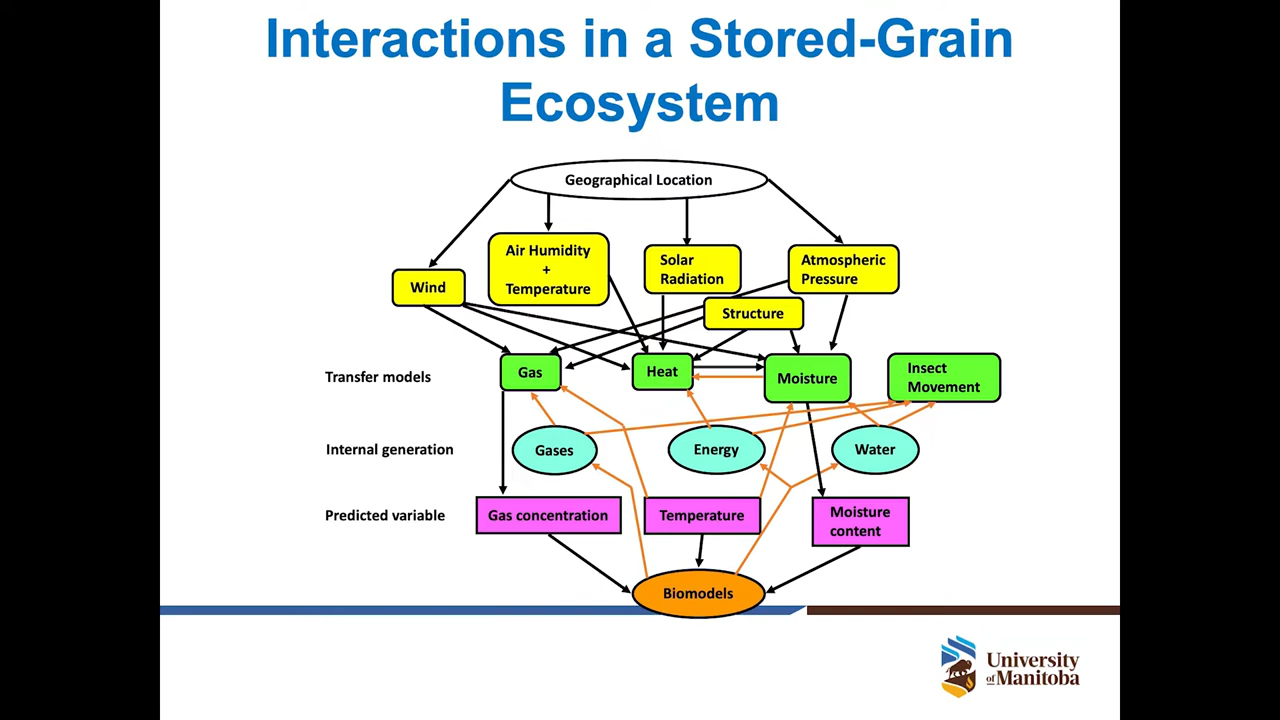 Interactions in a Stored-Grain
Ecosystem
Geographical Location
Air Humidity
+
Temperature
Solar
Radiation
Atmospheric
Pressure
Wind
Structure
Transfer models
Gas
Heat
Moisture
Insect
Movement
Internal generation
Gases
Energy
Water
Predicted variable
Gas concentration
Temperature
Moisture
content
Biomodels
University
of Manitoba